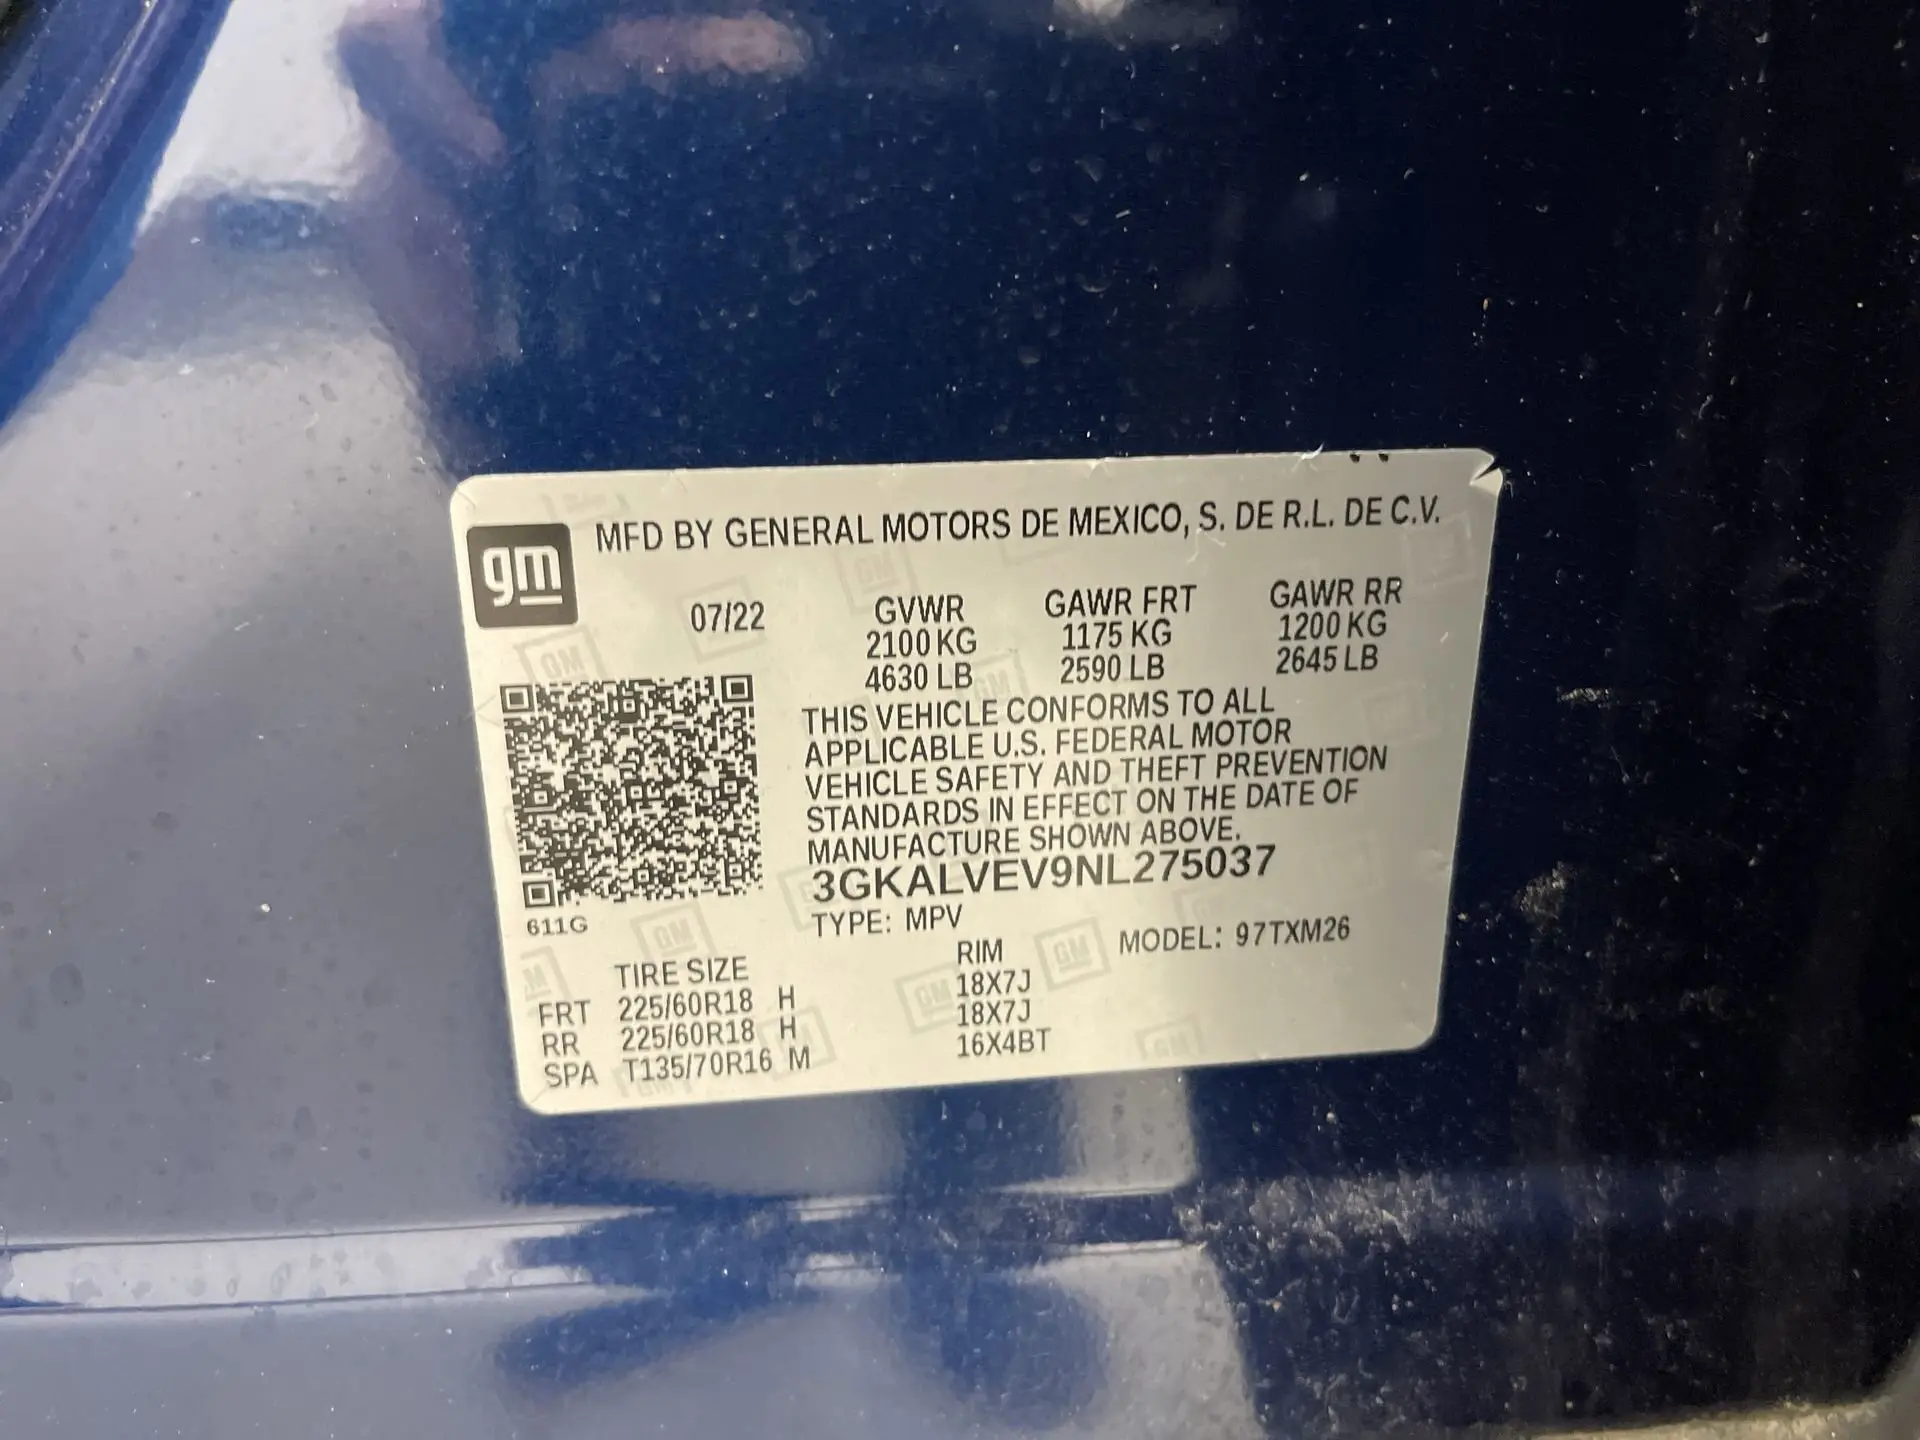 gm
MFD BY GENERAL MOTORS DE MEXICO, S. DE R.L. DE C.V.
07/22 GVWR GAWR FRT GAWR RR
2100 KG 1175 KG 1200 KG
4630 LB 2590 LB 2645 LB
THIS VEHICLE CONFORMS TO ALL
APPLICABLE U.S. FEDERAL MOTOR
VEHICLE SAFETY AND THEFT PREVENTION
STANDARDS IN EFFECT ON THE DATE OF
MANUFACTURE SHOWN ABOVE.
3GKALVEV9NL275037
611G
TYPE: MPV
MODEL: 97TXM26
TIRE SIZE RIM
FRT 225/60R18 H 18X7J
RR 225/60R18 H 18X7J
SPA T135/70R16 M 16X4BT